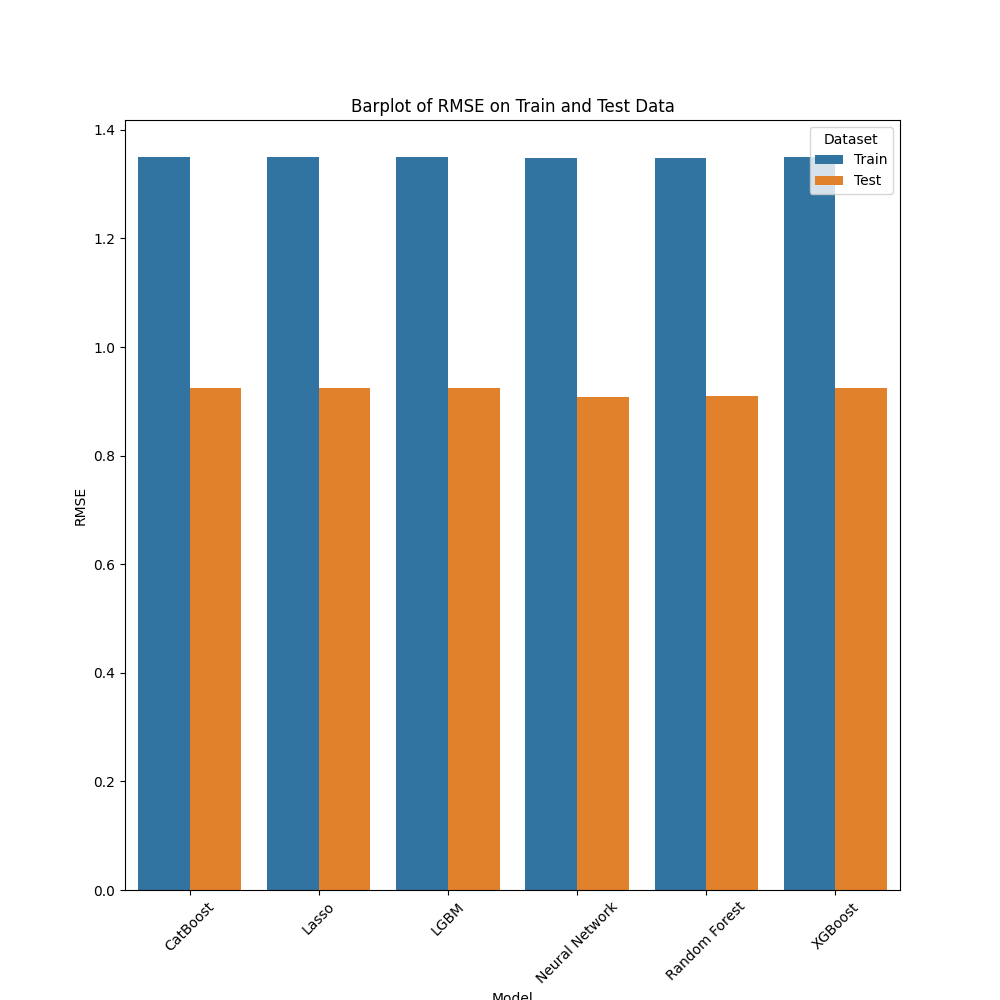 Barplot of RMSE on Train and Test Data
Dataset
Train
Test
1.4
1.2
1.0
0.8
0.6
0.4
0.2
0.0
RMSE
CatBoost
Lasso
LGBM
Neural Network
Random Forest
XGBoost
Model